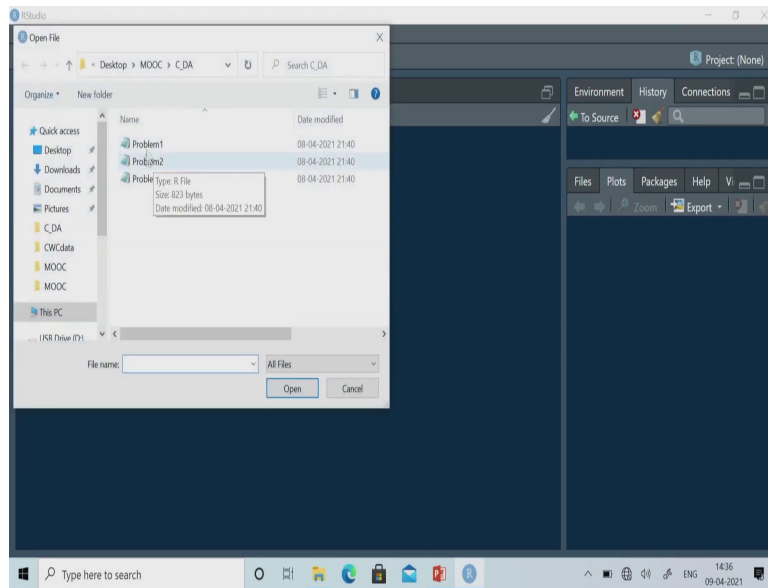 RStudio
Open File
Project: (None)
Desktop › MOOC › C_DA
Search C_DA
Organize
New folder
Environment
History
Connections
To Source
Quick access
Desktop
Downloads
Documents
Pictures
C_DA
CWCdata
MOOC
MOOC
This PC
USB Drive (D:)
Name
Date modified
Problem1
08-04-2021 21:40
Problem2
08-04-2021 21:40
Proble
08-04-2021 21:40
Type: R File
Size: 823 bytes
Date modified: 08-04-2021 21:40
Files
Plots
Packages
Help
Vi
Zoom
Export
File name:
All Files
Open
Cancel
Type here to search
ENG
14:36
09-04-2021